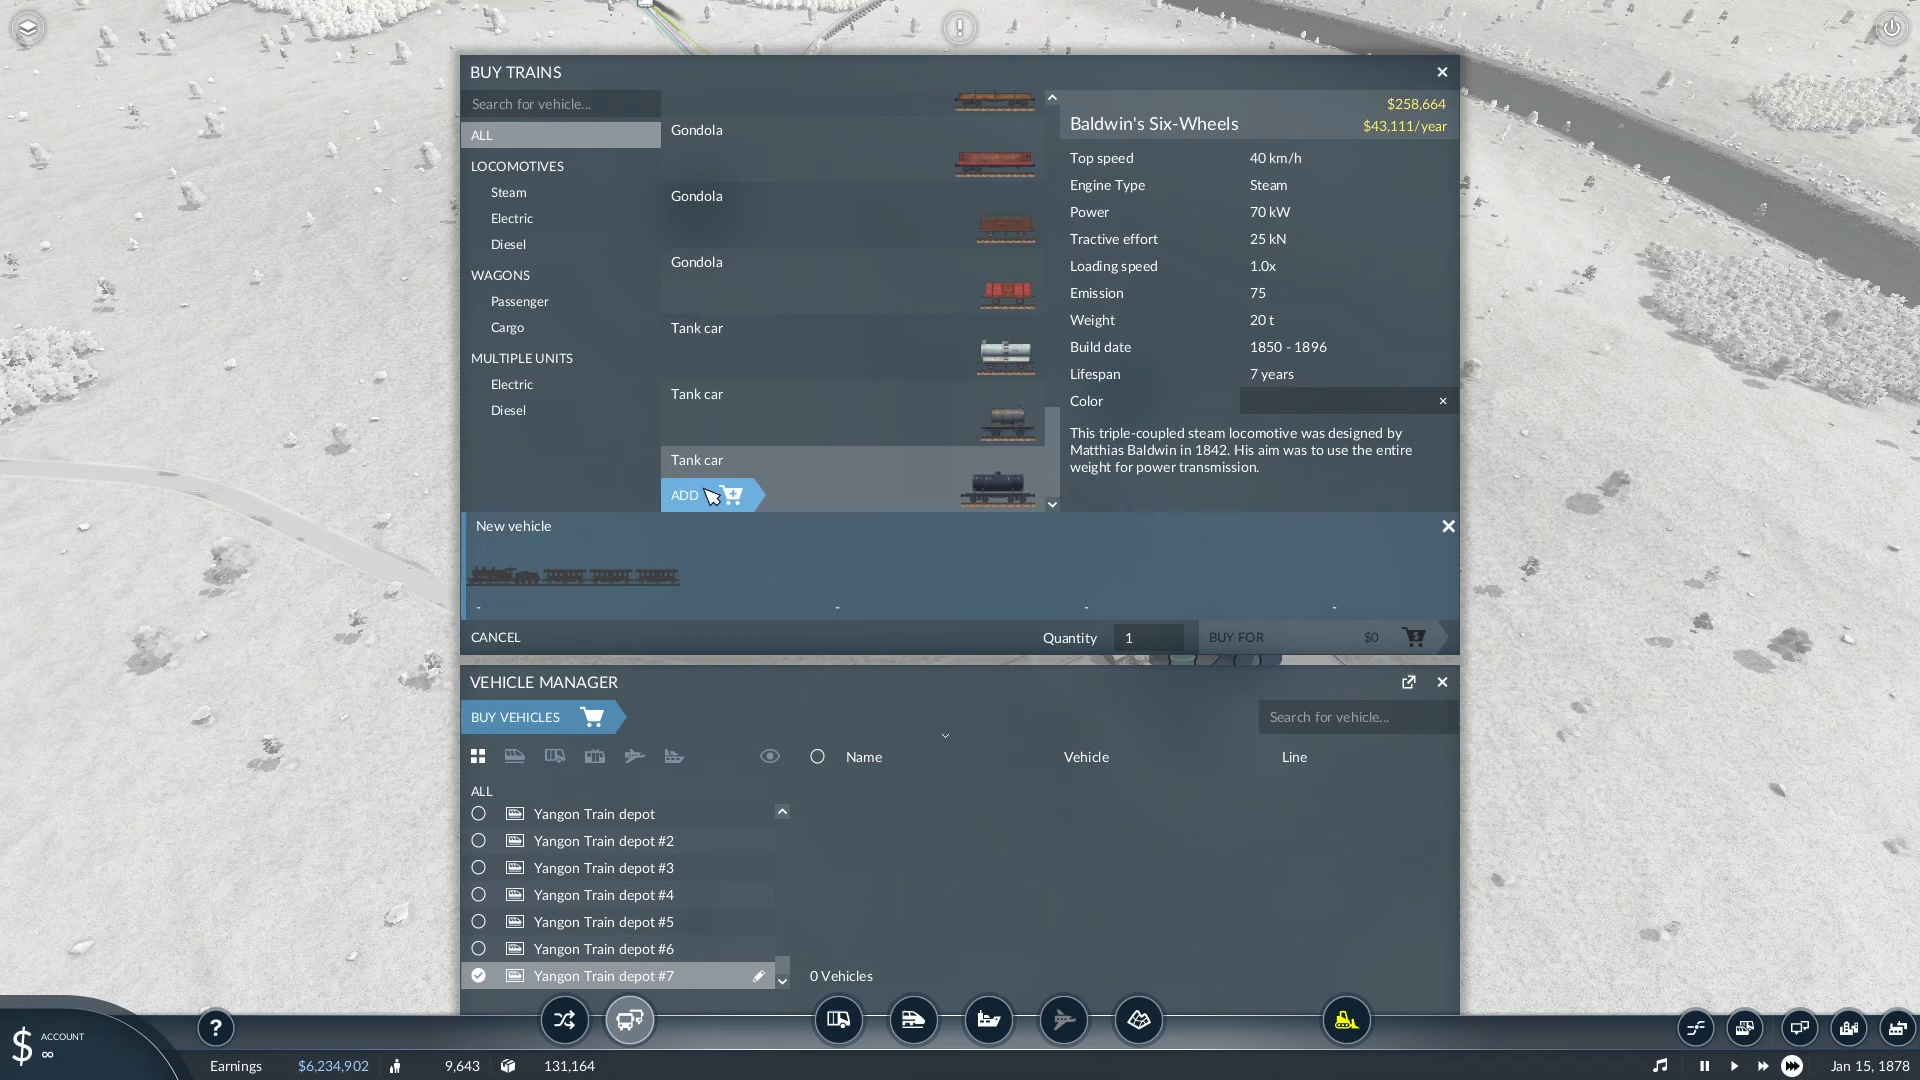 BUY TRAINS
Search for vehicle...
ALL
LOCOMOTIVES
Steam
Electric
Diesel
WAGONS
Passenger
Cargo
MULTIPLE UNITS
Electric
Diesel
Gondola
Gondola
Gondola
Tank car
Tank car
Tank car
ADD
$258,664
Baldwin's Six-Wheels
$43,111/year
Top speed 40 km/h
Engine Type Steam
Power 70 kW
Tractive effort 25 kN
Loading speed 1.0x
Emission 75
Weight 20 t
Build date 1850 - 1896
Lifespan 7 years
Color
This triple-coupled steam locomotive was designed by
Matthias Baldwin in 1842. His aim was to use the entire
weight for power transmission.
New vehicle
- - - -
CANCEL
Quantity 1
BUY FOR $0
VEHICLE MANAGER
BUY VEHICLES
Search for vehicle...
Name Vehicle Line
ALL
Yangon Train depot
Yangon Train depot #2
Yangon Train depot #3
Yangon Train depot #4
Yangon Train depot #5
Yangon Train depot #6
Yangon Train depot #7
0 Vehicles
$ ACCOUNT
∞
?
Earnings $6,234,902 9,643 131,164
Jan 15, 1878